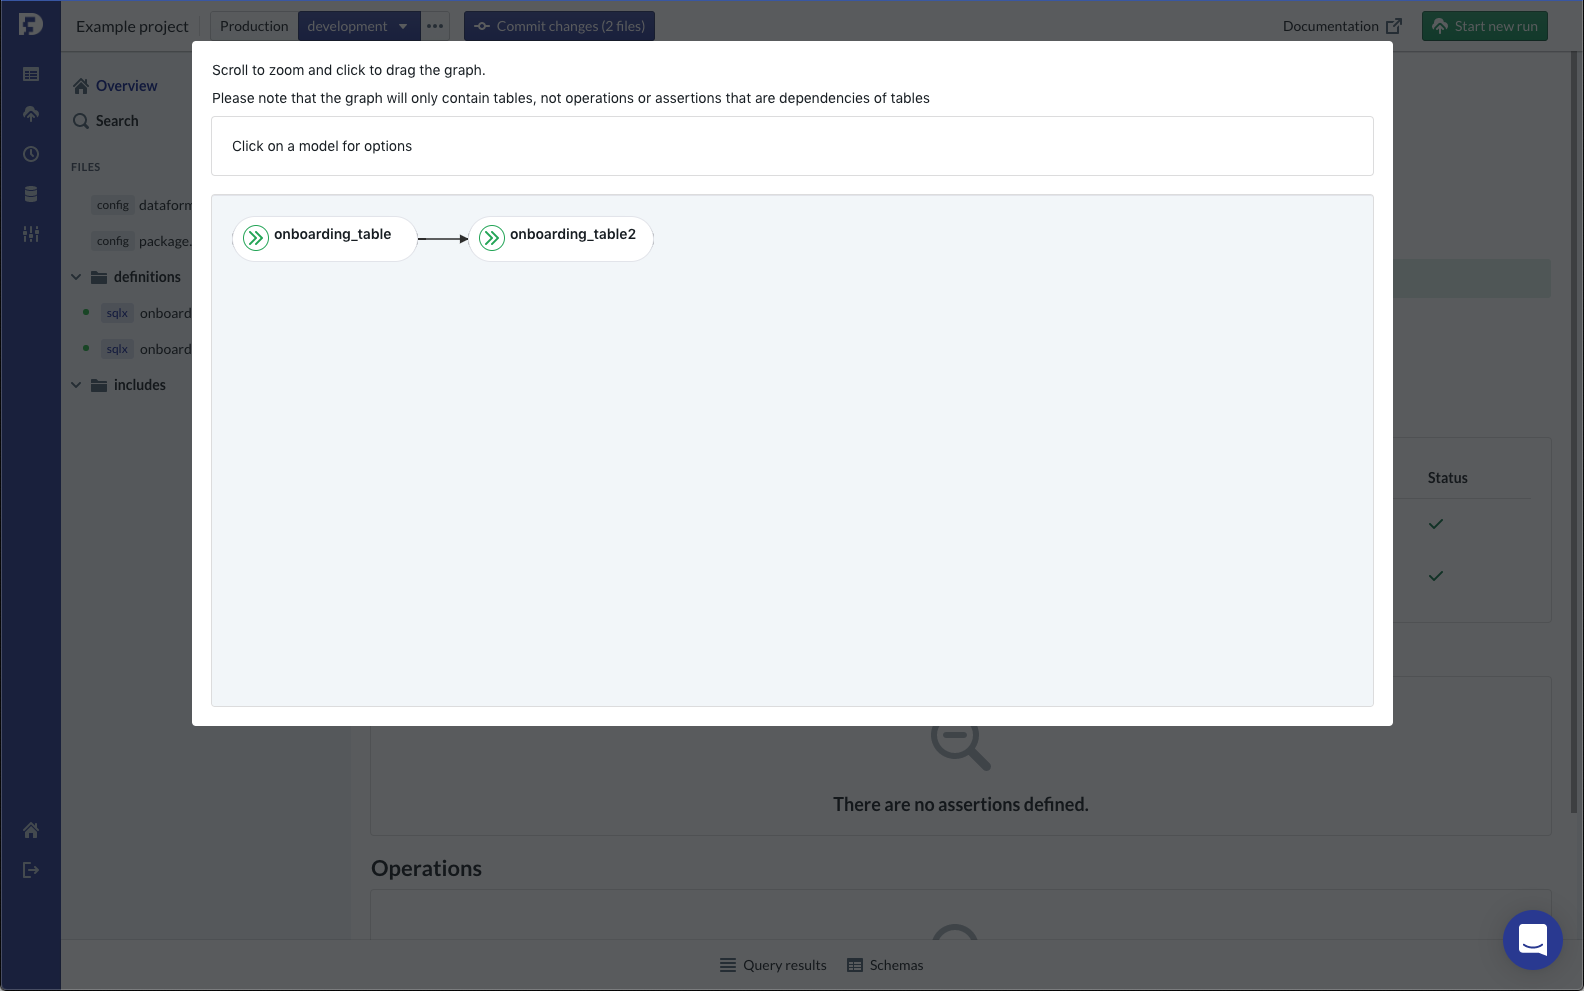 Example project
Production
development
Commit changes (2 files)
Documentation
Start new run
Overview
Search
FILES
config
config
package.
definitions
sqlx
sqlx
includes
Scroll to zoom and click to drag the graph.
Please note that the graph will only contain tables, not operations or assertions that are dependencies of tables
Click on a model for options
onboarding_table
onboarding_table2
Status
There are no assertions defined.
Operations
Query results
Schemas